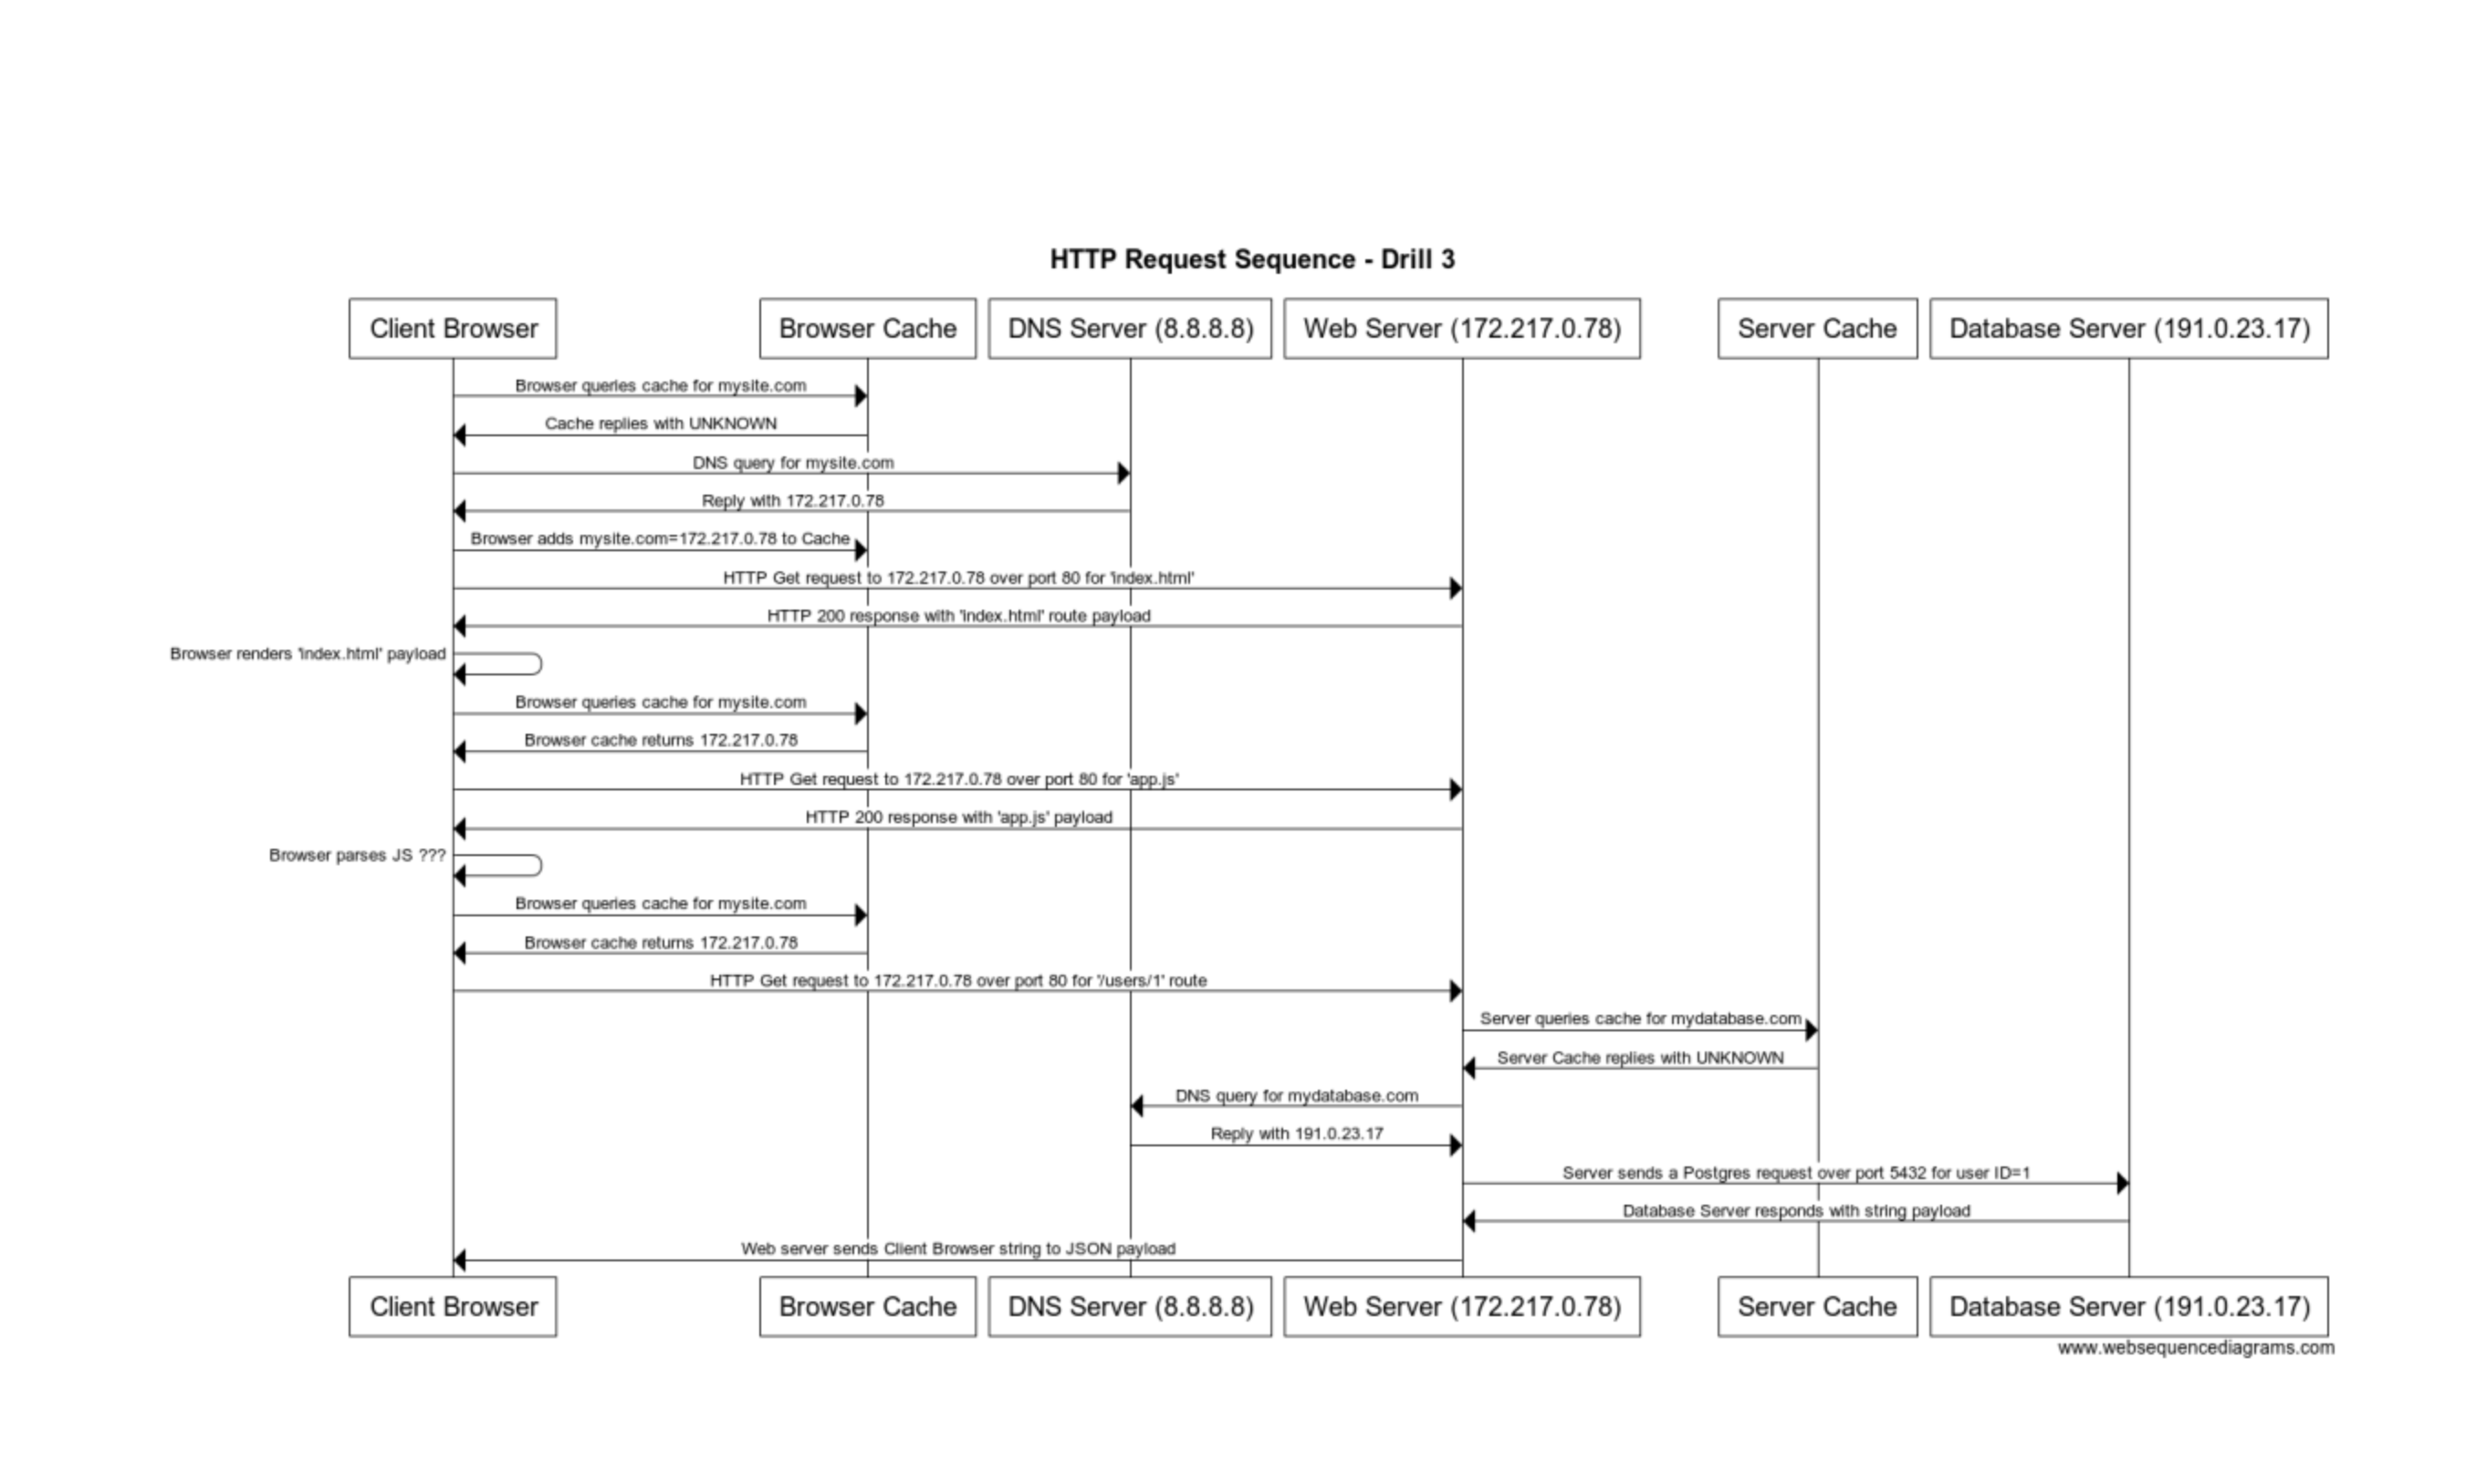 HTTP Request Sequence - Drill 3
Client Browser
Browser Cache
DNS Server (8.8.8.8)
Web Server (172.217.0.78)
Server Cache
Database Server (191.0.23.17)
Browser queries cache for mysite.com
Cache replies with UNKNOWN
DNS query for mysite.com
Reply with 172.217.0.78
Browser adds mysite.com=172.217.0.78 to Cache
HTTP Get request to 172.217.0.78 over port 80 for 'index.html'
HTTP 200 response with 'index.html' route payload
Browser renders 'index.html' payload
Browser queries cache for mysite.com
Browser cache returns 172.217.0.78
HTTP Get request to 172.217.0.78 over port 80 for 'app.js'
HTTP 200 response with 'app.js' payload
Browser parses JS ???
Browser queries cache for mysite.com
Browser cache returns 172.217.0.78
HTTP Get request to 172.217.0.78 over port 80 for '/users/1' route
Server queries cache for mydatabase.com
Server Cache replies with UNKNOWN
DNS query for mydatabase.com
Reply with 191.0.23.17
Server sends a Postgres request over port 5432 for user ID=1
Database Server responds with string payload
Web server sends Client Browser string to JSON payload
Client Browser
Browser Cache
DNS Server (8.8.8.8)
Web Server (172.217.0.78)
Server Cache
Database Server (191.0.23.17)
www.websequencediagrams.com